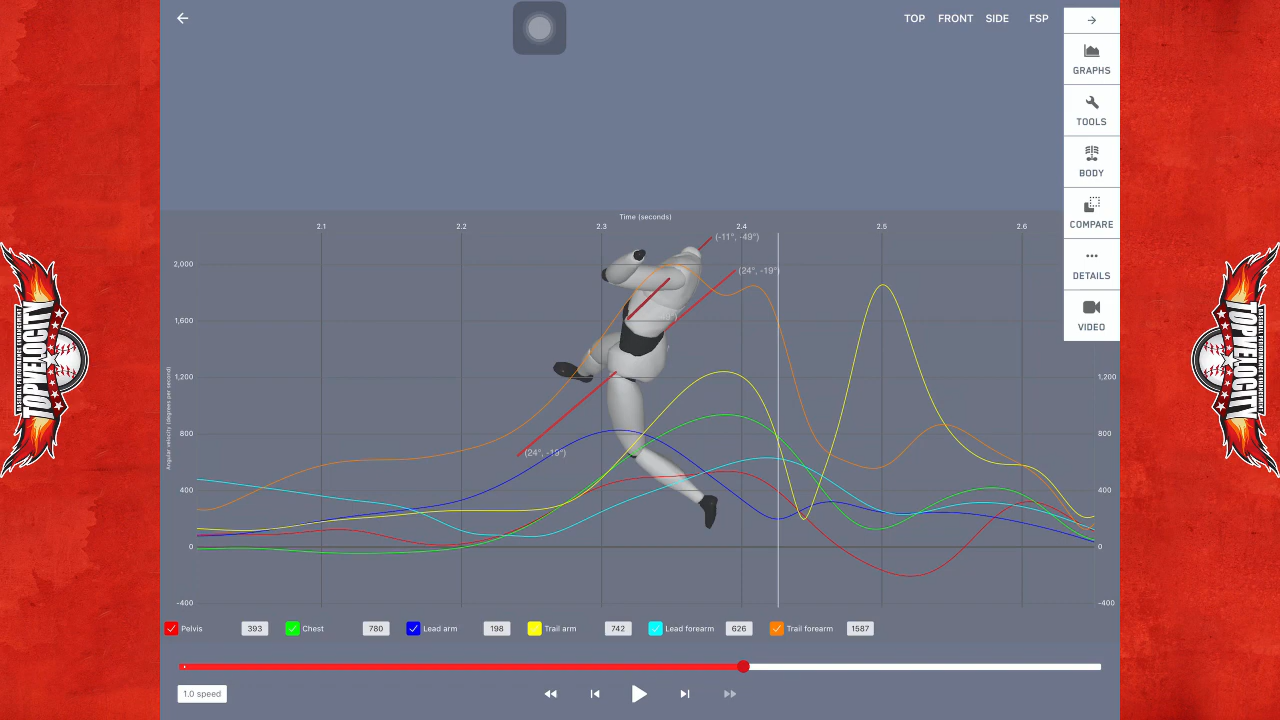 TOP FRONT SIDE FSP
GRAPHS
TOOLS
BODY
COMPARE
DETAILS
VIDEO
Time (seconds)
2.1 2.2 2.3 2.4 2.5 2.6
(-11°, -49°)
(24°, -19°)
(24°, -19°)
2,000
1,600
1,200 1,200
800 800
400 400
0 0
-400 -400
Angular velocity (degrees per second)
Pelvis 393 Chest 780 Lead arm 198 Trail arm 742 Lead forearm 626 Trail forearm 1587
1.0 speed
TOPVELOCITY
TOPVELOCITY